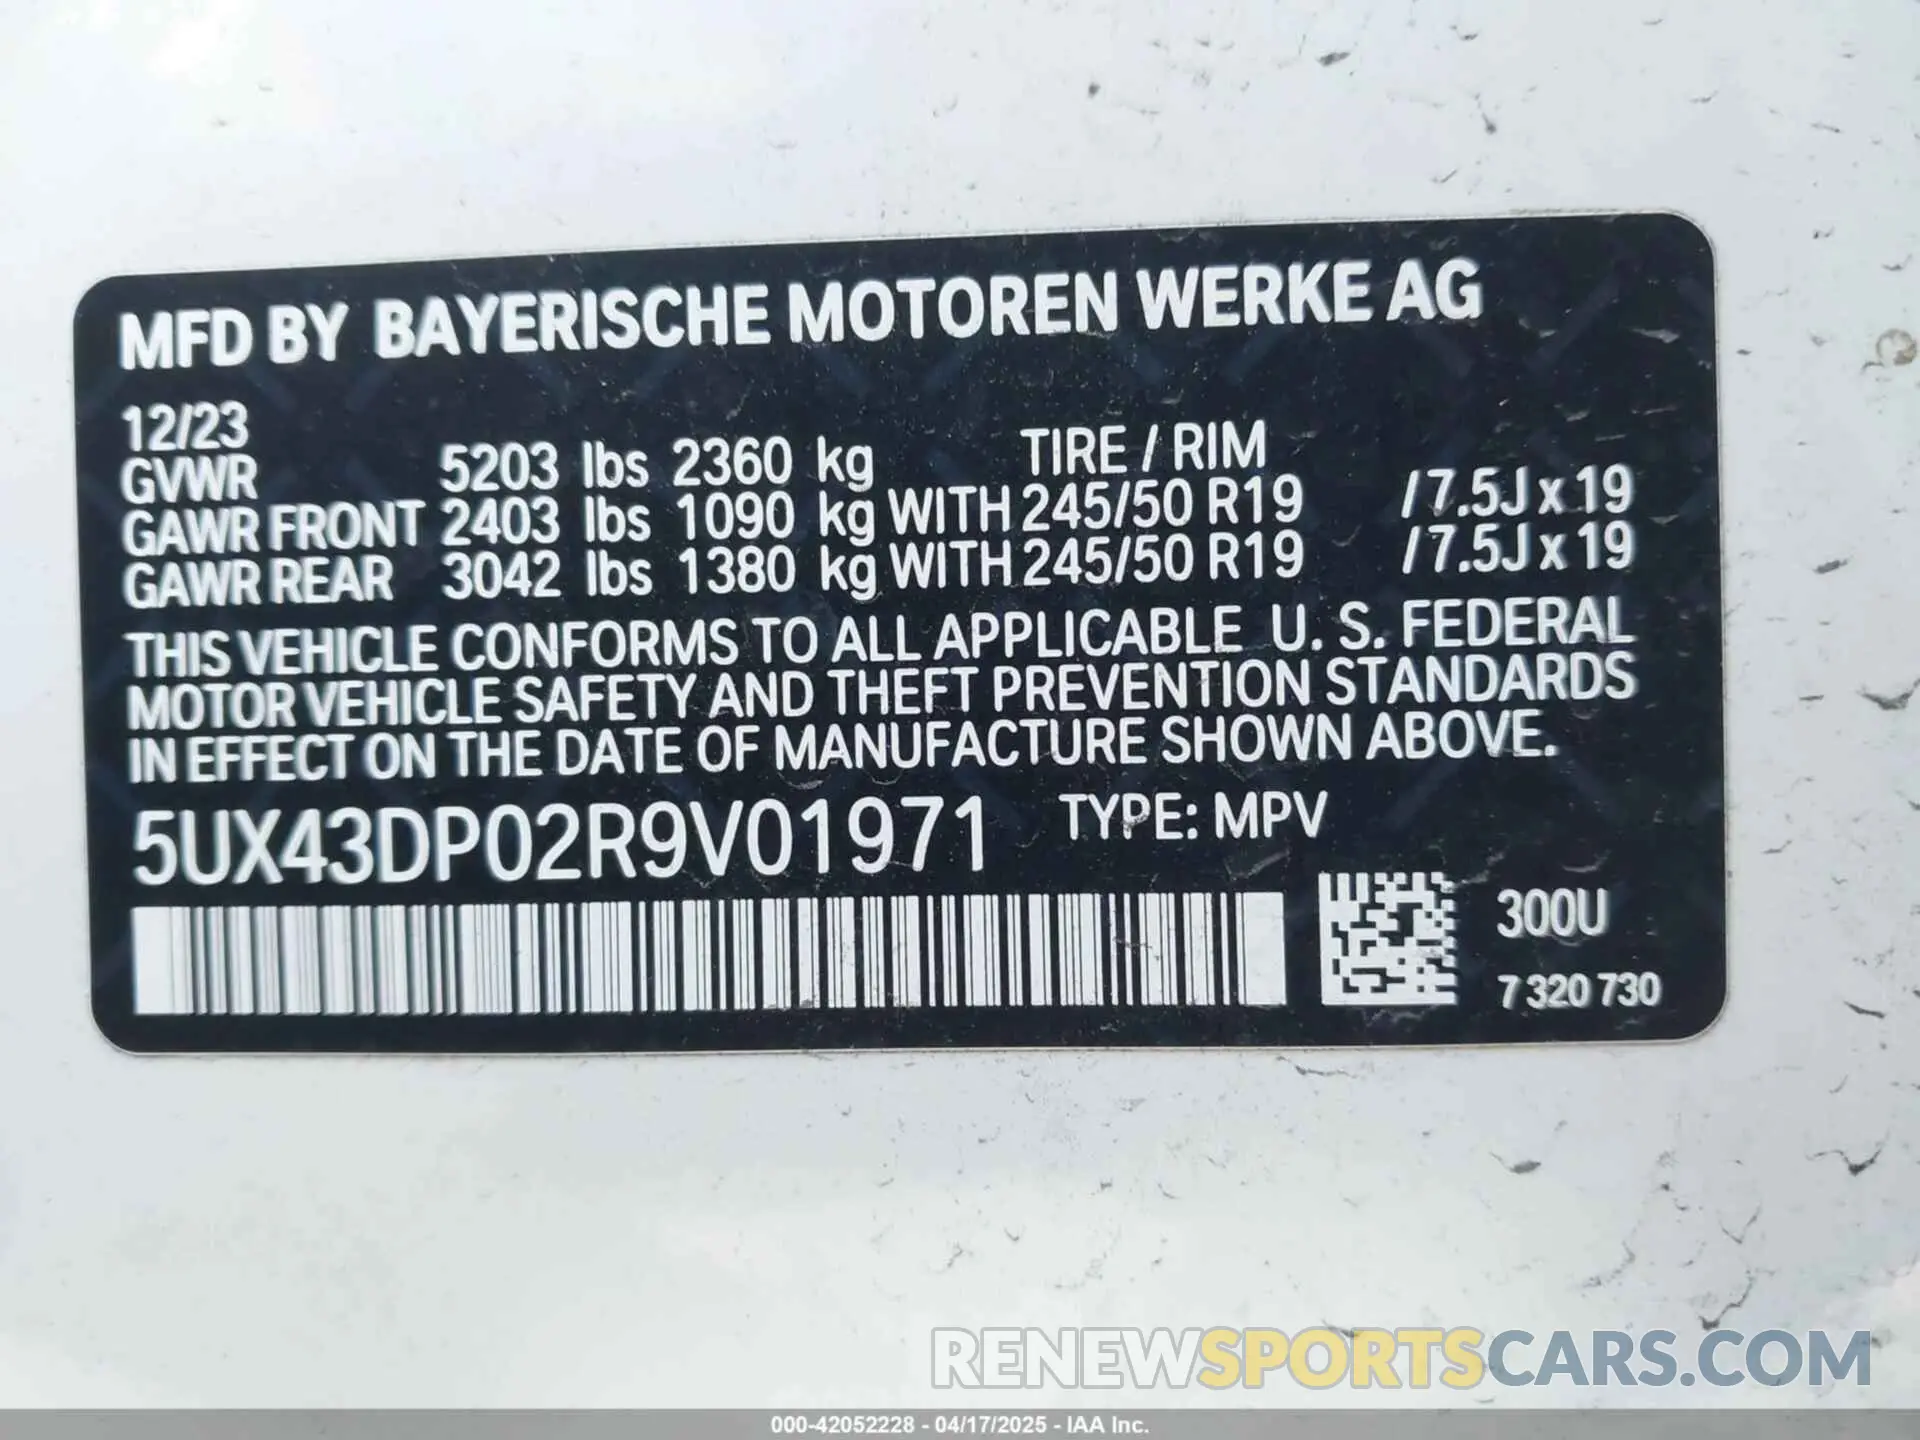 MFD BY BAYERISCHE MOTOREN WERKE AG
12/23 TIRE / RIM
GVWR 5203 lbs 2360 kg
GAWR FRONT 2403 lbs 1090 kg WITH 245/50 R19 / 7.5J x 19
GAWR REAR 3042 lbs 1380 kg WITH 245/50 R19 / 7.5J x 19
THIS VEHICLE CONFORMS TO ALL APPLICABLE U. S. FEDERAL
MOTOR VEHICLE SAFETY AND THEFT PREVENTION STANDARDS
IN EFFECT ON THE DATE OF MANUFACTURE SHOWN ABOVE.
5UX43DP02R9V01971 TYPE: MPV
300U
7 320 730
RENEWSPORTSCARS.COM
000-42052228 - 04/17/2025 - IAA Inc.